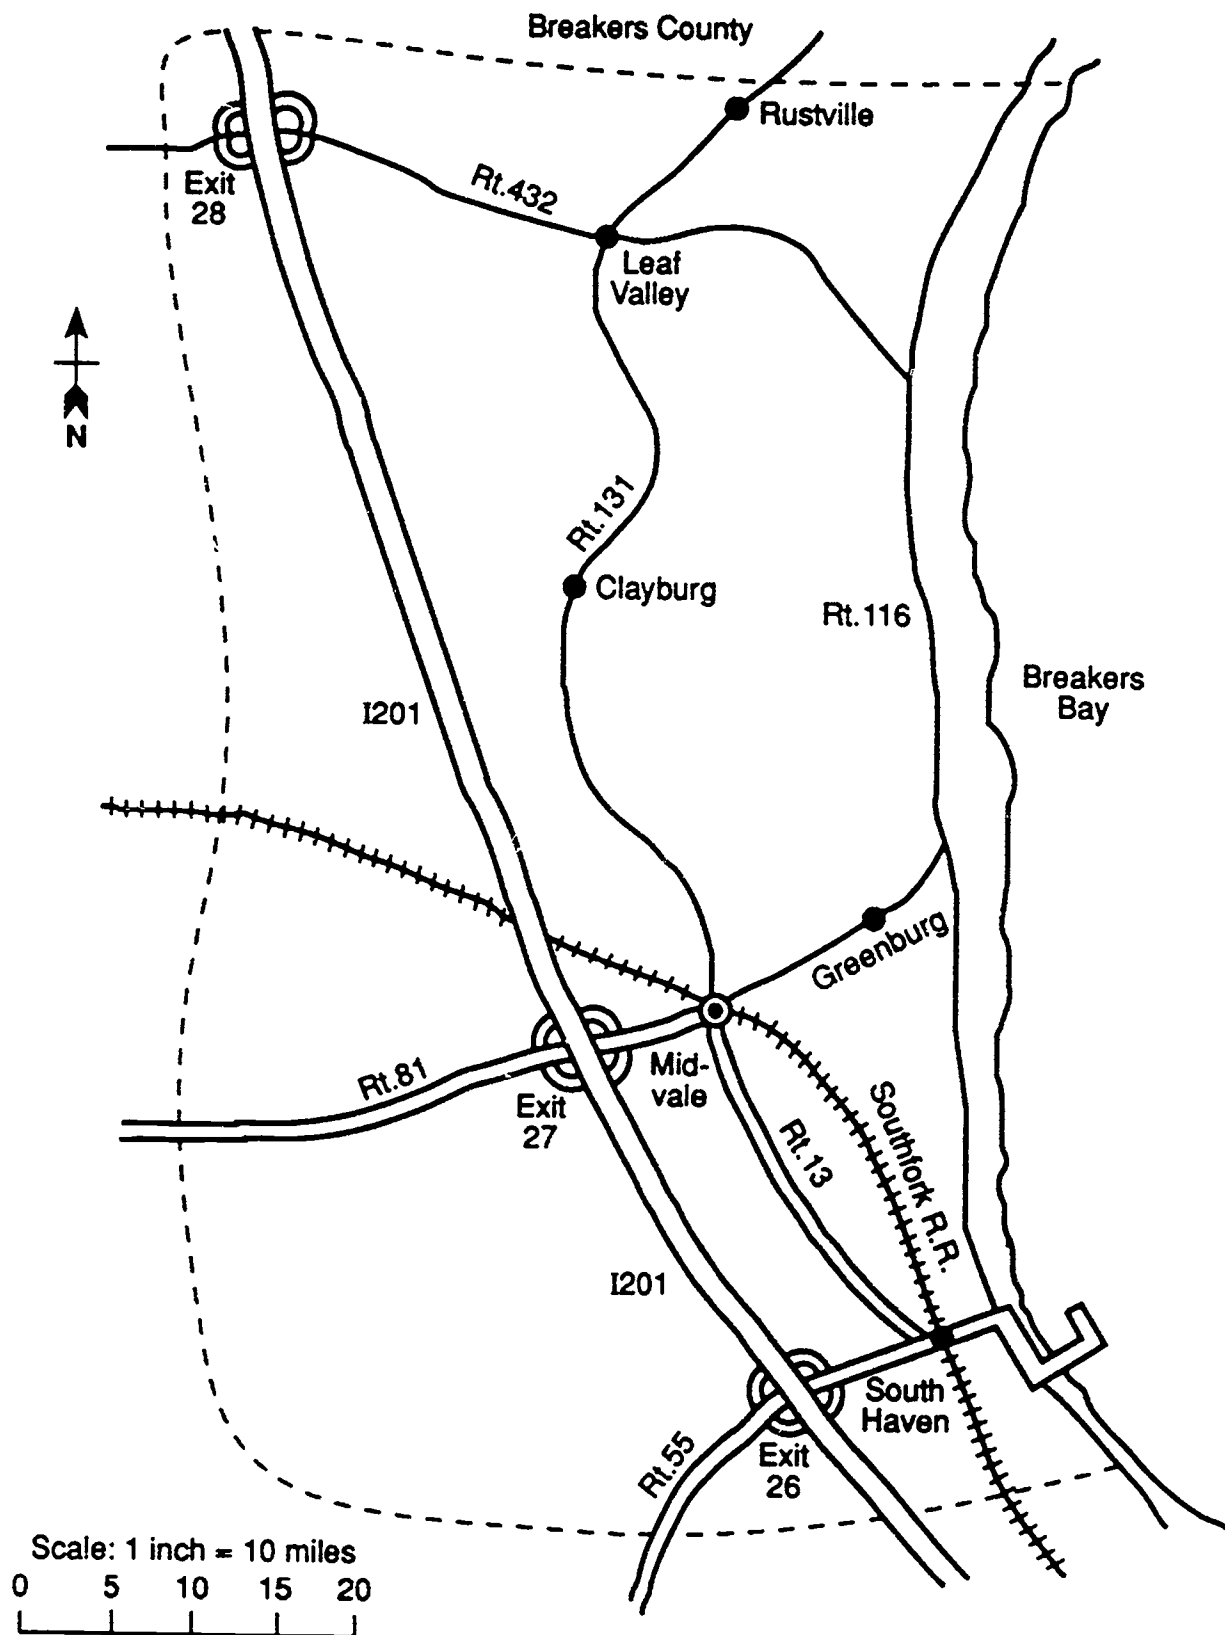 Breakers County
Rustville
Exit
28
Rt.432
Leaf
Valley
N
Rt.131
Clayburg
Rt.116
Breakers
Bay
I201
Greenburg
Mid-
vale
Rt.81
Exit
27
Rt.13
Southfork R.R.
I201
South
Haven
Rt.55
Exit
26
Scale: 1 inch = 10 miles
0 5 10 15 20